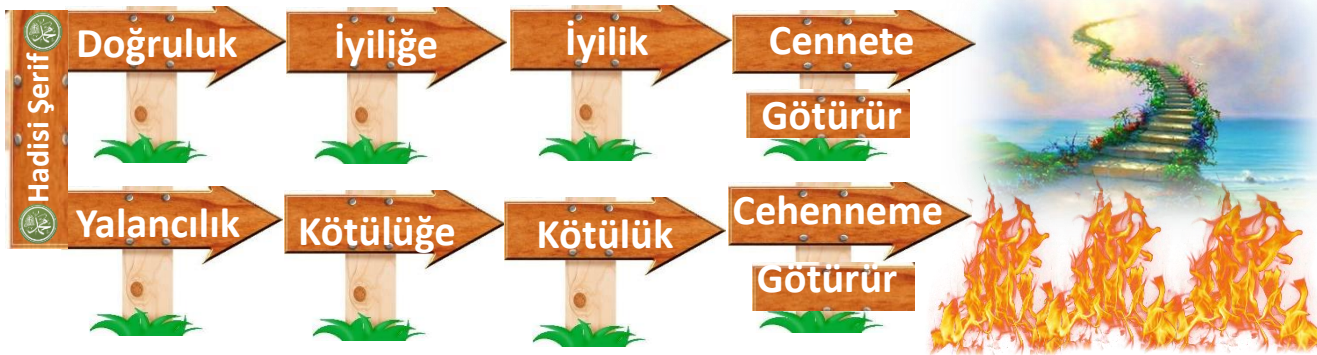 Hadisi Şerif
Doğruluk İyiliğe İyilik Cennete
Götürür
Yalancılık Kötülüğe Kötülük Cehenneme
Götürür